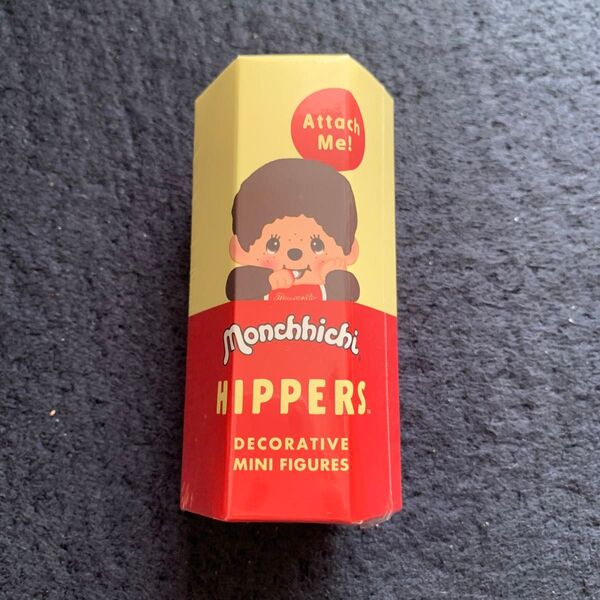 Attach
Me!
Monchhichi
HIPPERS
DECORATIVE
MINI FIGURES